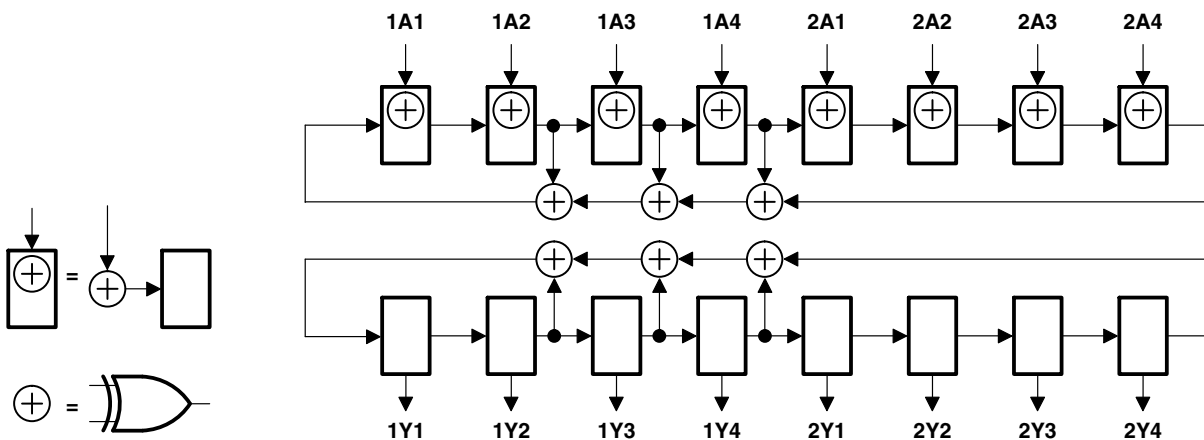 1A1 1A2 1A3 1A4 2A1 2A2 2A3 2A4
=
=
1Y1 1Y2 1Y3 1Y4 2Y1 2Y2 2Y3 2Y4